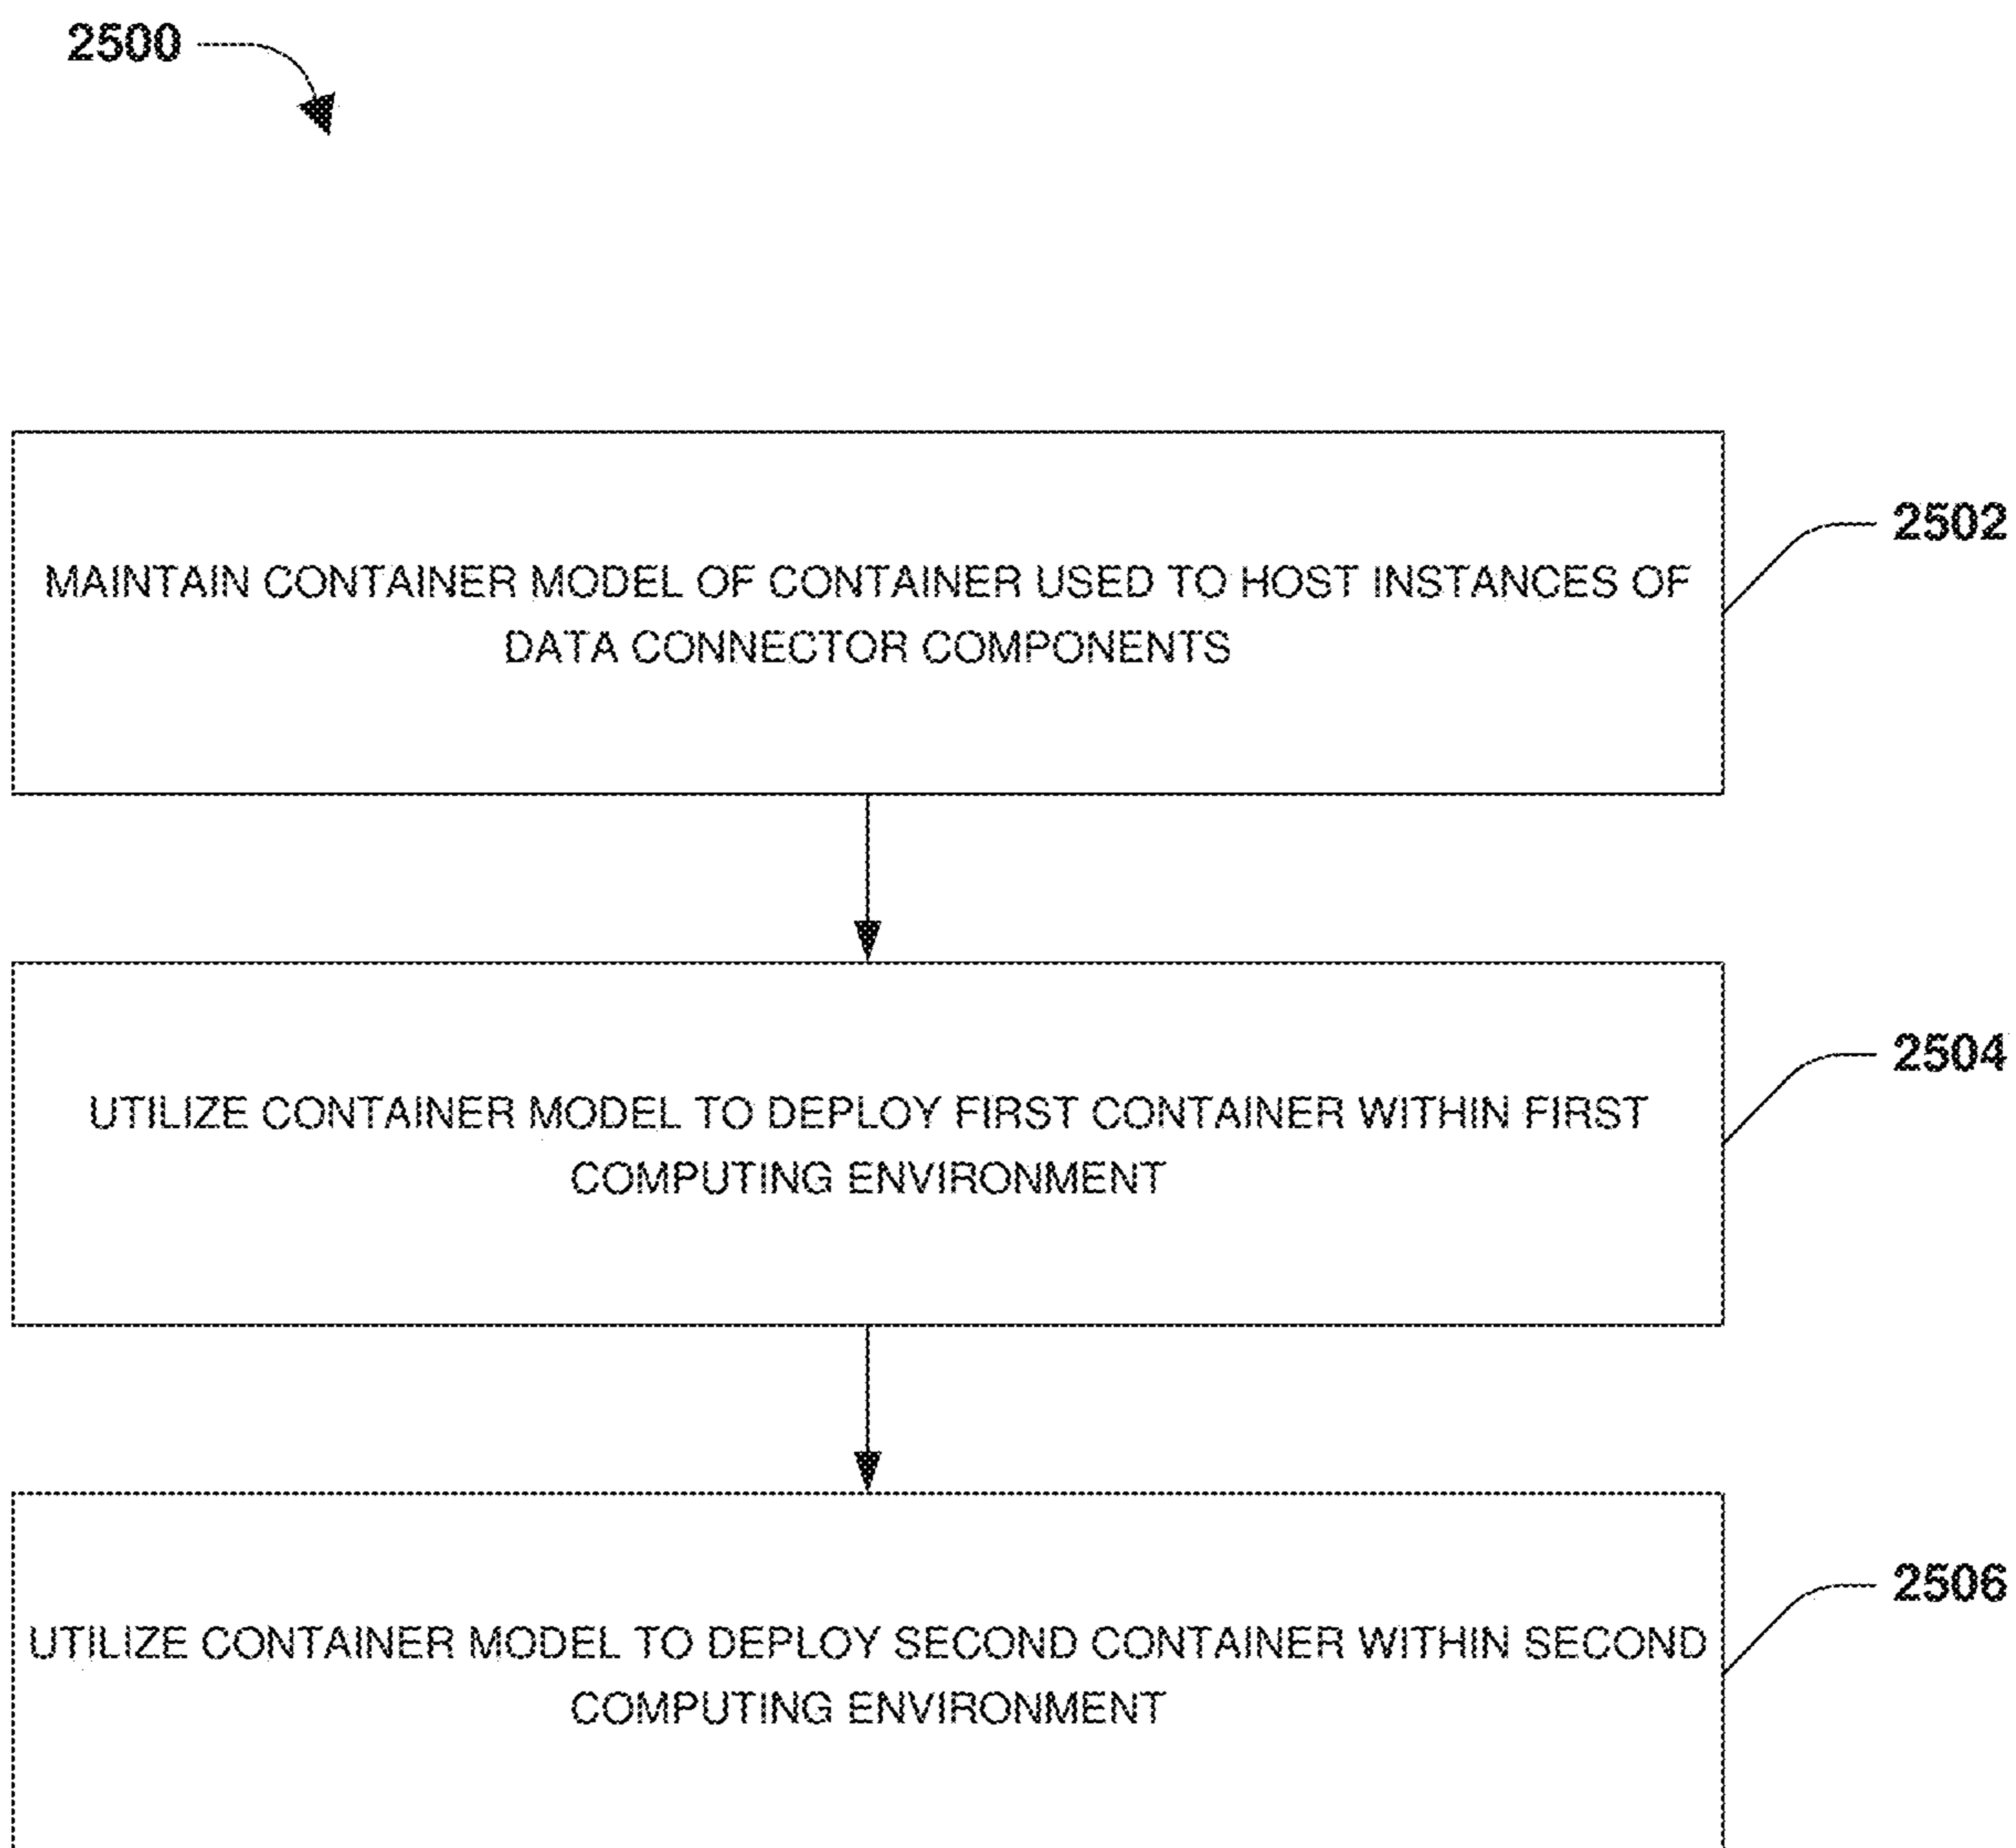 2500
MAINTAIN CONTAINER MODEL OF CONTAINER USED TO HOST INSTANCES OF
DATA CONNECTOR COMPONENTS
2502
UTILIZE CONTAINER MODEL TO DEPLOY FIRST CONTAINER WITHIN FIRST
COMPUTING ENVIRONMENT
2504
UTILIZE CONTAINER MODEL TO DEPLOY SECOND CONTAINER WITHIN SECOND
COMPUTING ENVIRONMENT
2506